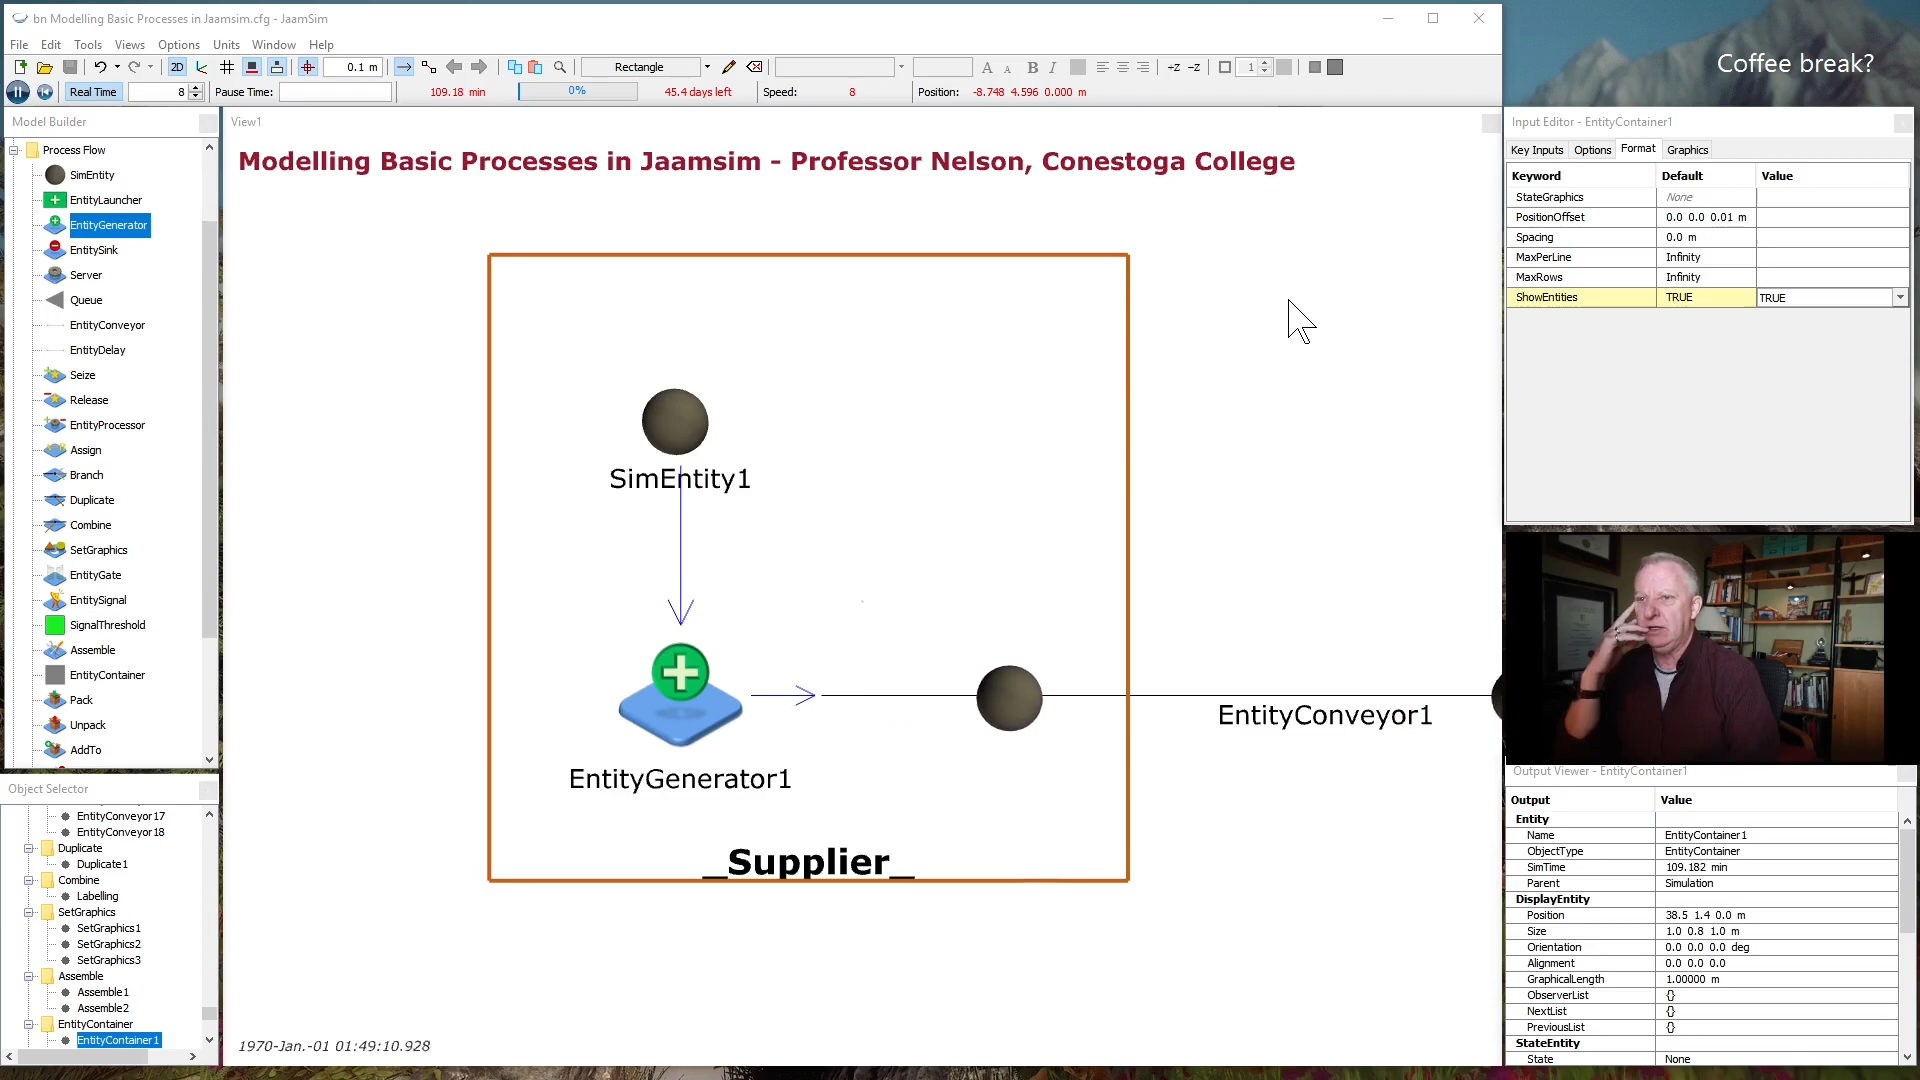 bn Modelling Basic Processes in Jaamsim.cfg - JaamSim
File Edit Tools Views Options Units Window Help
2D 0.1 m Rectangle A A B I +Z -Z 1
Real Time 8 Pause Time: 109.18 min 0% 45.4 days left Speed: 8 Position: -8.748 4.596 0.000 m
Coffee break?
Model Builder
Process Flow
SimEntity
EntityLauncher
EntityGenerator
EntitySink
Server
Queue
EntityConveyor
EntityDelay
Seize
Release
EntityProcessor
Assign
Branch
Duplicate
Combine
SetGraphics
EntityGate
EntitySignal
SignalThreshold
Assemble
EntityContainer
Pack
Unpack
AddTo
Object Selector
EntityConveyor17
EntityConveyor18
Duplicate
Duplicate1
Combine
Labelling
SetGraphics
SetGraphics1
SetGraphics2
SetGraphics3
Assemble
Assemble1
Assemble2
EntityContainer
EntityContainer1
View1
Modelling Basic Processes in Jaamsim - Professor Nelson, Conestoga College
SimEntity1
EntityGenerator1
EntityConveyor1
_Supplier_
1970-Jan.-01 01:49:10.928
Input Editor - EntityContainer1
Key Inputs Options Format Graphics
Keyword Default Value
StateGraphics None
PositionOffset 0.0 0.0 0.01 m
Spacing 0.0 m
MaxPerLine Infinity
MaxRows Infinity
ShowEntities TRUE TRUE
Output Viewer - EntityContainer1
Output Value
Entity
Name EntityContainer1
ObjectType EntityContainer
SimTime 109.182 min
Parent Simulation
DisplayEntity
Position 38.5 1.4 0.0 m
Size 1.0 0.8 1.0 m
Orientation 0.0 0.0 0.0 deg
Alignment 0.0 0.0 0.0
GraphicalLength 1.00000 m
ObserverList {}
NextList {}
PreviousList {}
StateEntity
State None